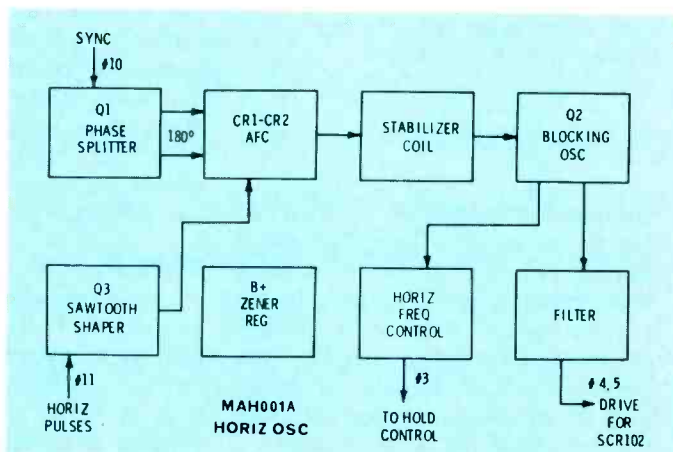 SYNC
#10
Q1
PHASE
SPLITTER
180°
CR1-CR2
AFC
STABILIZER
COIL
Q2
BLOCKING
OSC
Q3
SAWTOOTH
SHAPER
B+
ZENER
REG
HORIZ
FREQ
CONTROL
FILTER
#11
HORIZ
PULSES
MAH001A
HORIZ OSC
#3
TO HOLD
CONTROL
#4,5
DRIVE
FOR
SCR102